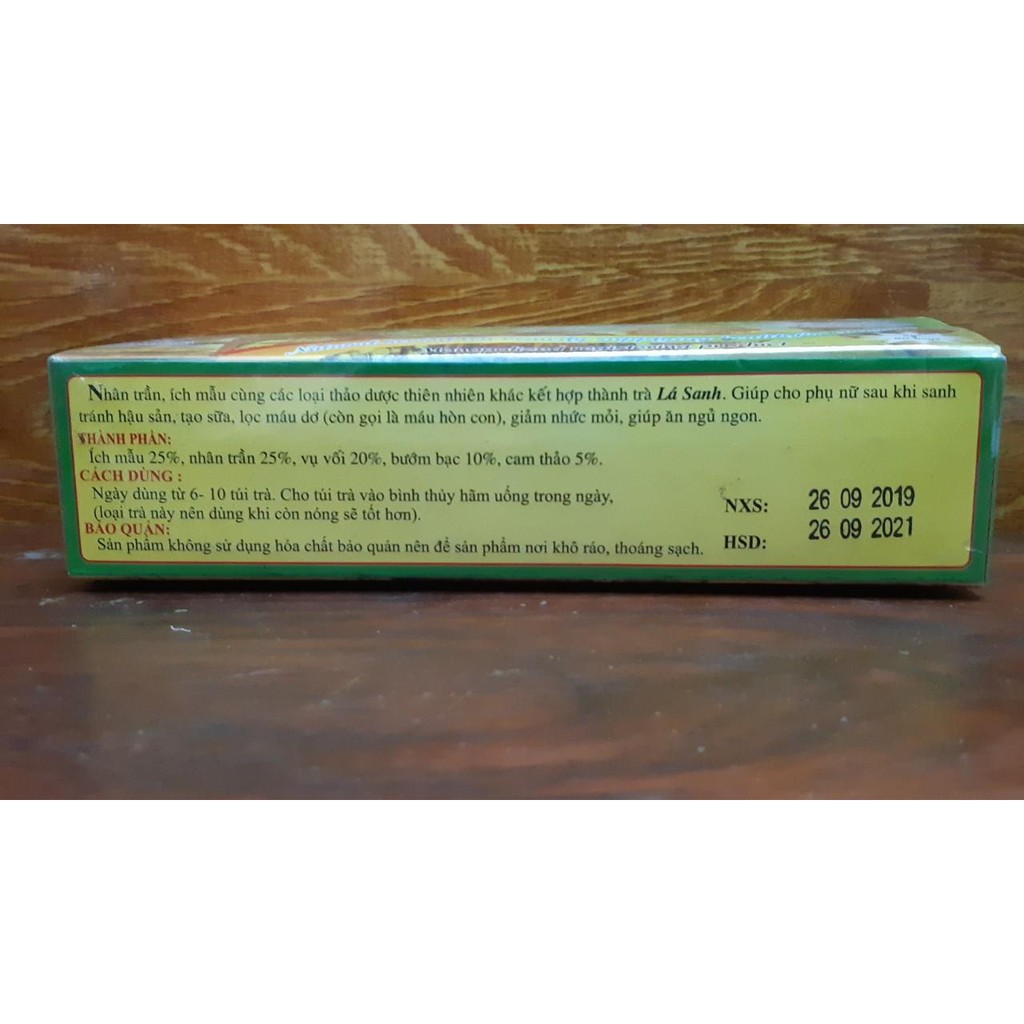 Nhân trần, ích mẫu cùng các loại thảo dược thiên nhiên khác kết hợp thành trà Lá Sanh. Giúp cho phụ nữ sau khi sanh
tránh hậu sản, tạo sữa, lọc máu dơ (còn gọi là máu hòn con), giảm nhức mỏi, giúp ăn ngủ ngon.
THÀNH PHẦN:
Ích mẫu 25%, nhân trần 25%, vụ vối 20%, bướm bạc 10%, cam thảo 5%.
CÁCH DÙNG :
Ngày dùng từ 6- 10 túi trà. Cho túi trà vào bình thủy hãm uống trong ngày,
(loại trà này nên dùng khi còn nóng sẽ tốt hơn).
BẢO QUẢN:
Sản phẩm không sử dụng hóa chất bảo quản nên để sản phẩm nơi khô ráo, thoáng sạch.
NXS: 26 09 2019
HSD: 26 09 2021